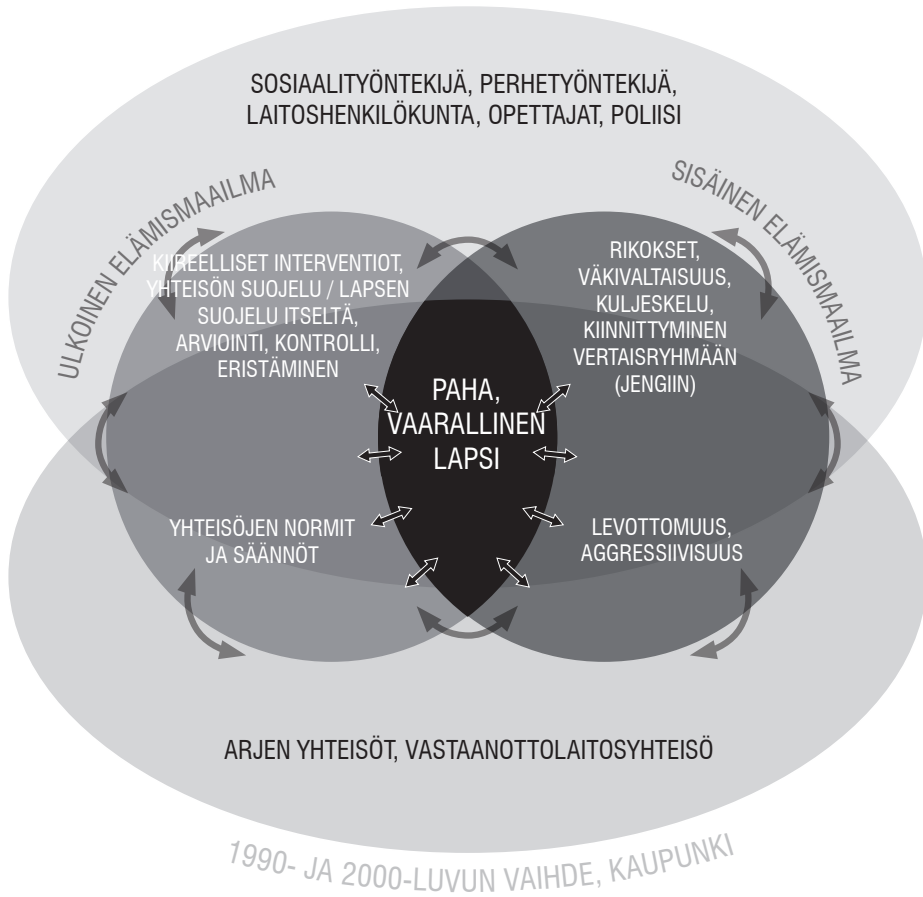 SOSIAALITYÖNTEKIJÄ, PERHETYÖNTEKIJÄ,
LAITOSHENKILÖKUNTA, OPETTAJAT, POLIISI
ULKOINEN ELÄMISMAAILMA
SISÄINEN ELÄMISMAAILMA
KIIREELLISET INTERVENTIOT,
YHTEISÖN SUOJELU / LAPSEN
SUOJELU ITSELTÄ,
ARVIOINTI, KONTROLLI,
ERISTÄMINEN
RIKOKSET,
VÄKIVALTAISUUS,
KULJESKELU,
KIINNITTYMINEN
VERTAISRYHMÄÄN
(JENGIIN)
PAHA,
VAARALLINEN
LAPSI
YHTEISÖJEN NORMIT
JA SÄÄNNÖT
LEVOTTOMUUS,
AGGRESSIIVISUUS
ARJEN YHTEISÖT, VASTAANOTTOLAITOSYHTEISÖ
1990- JA 2000-LUVUN VAIHDE, KAUPUNKI